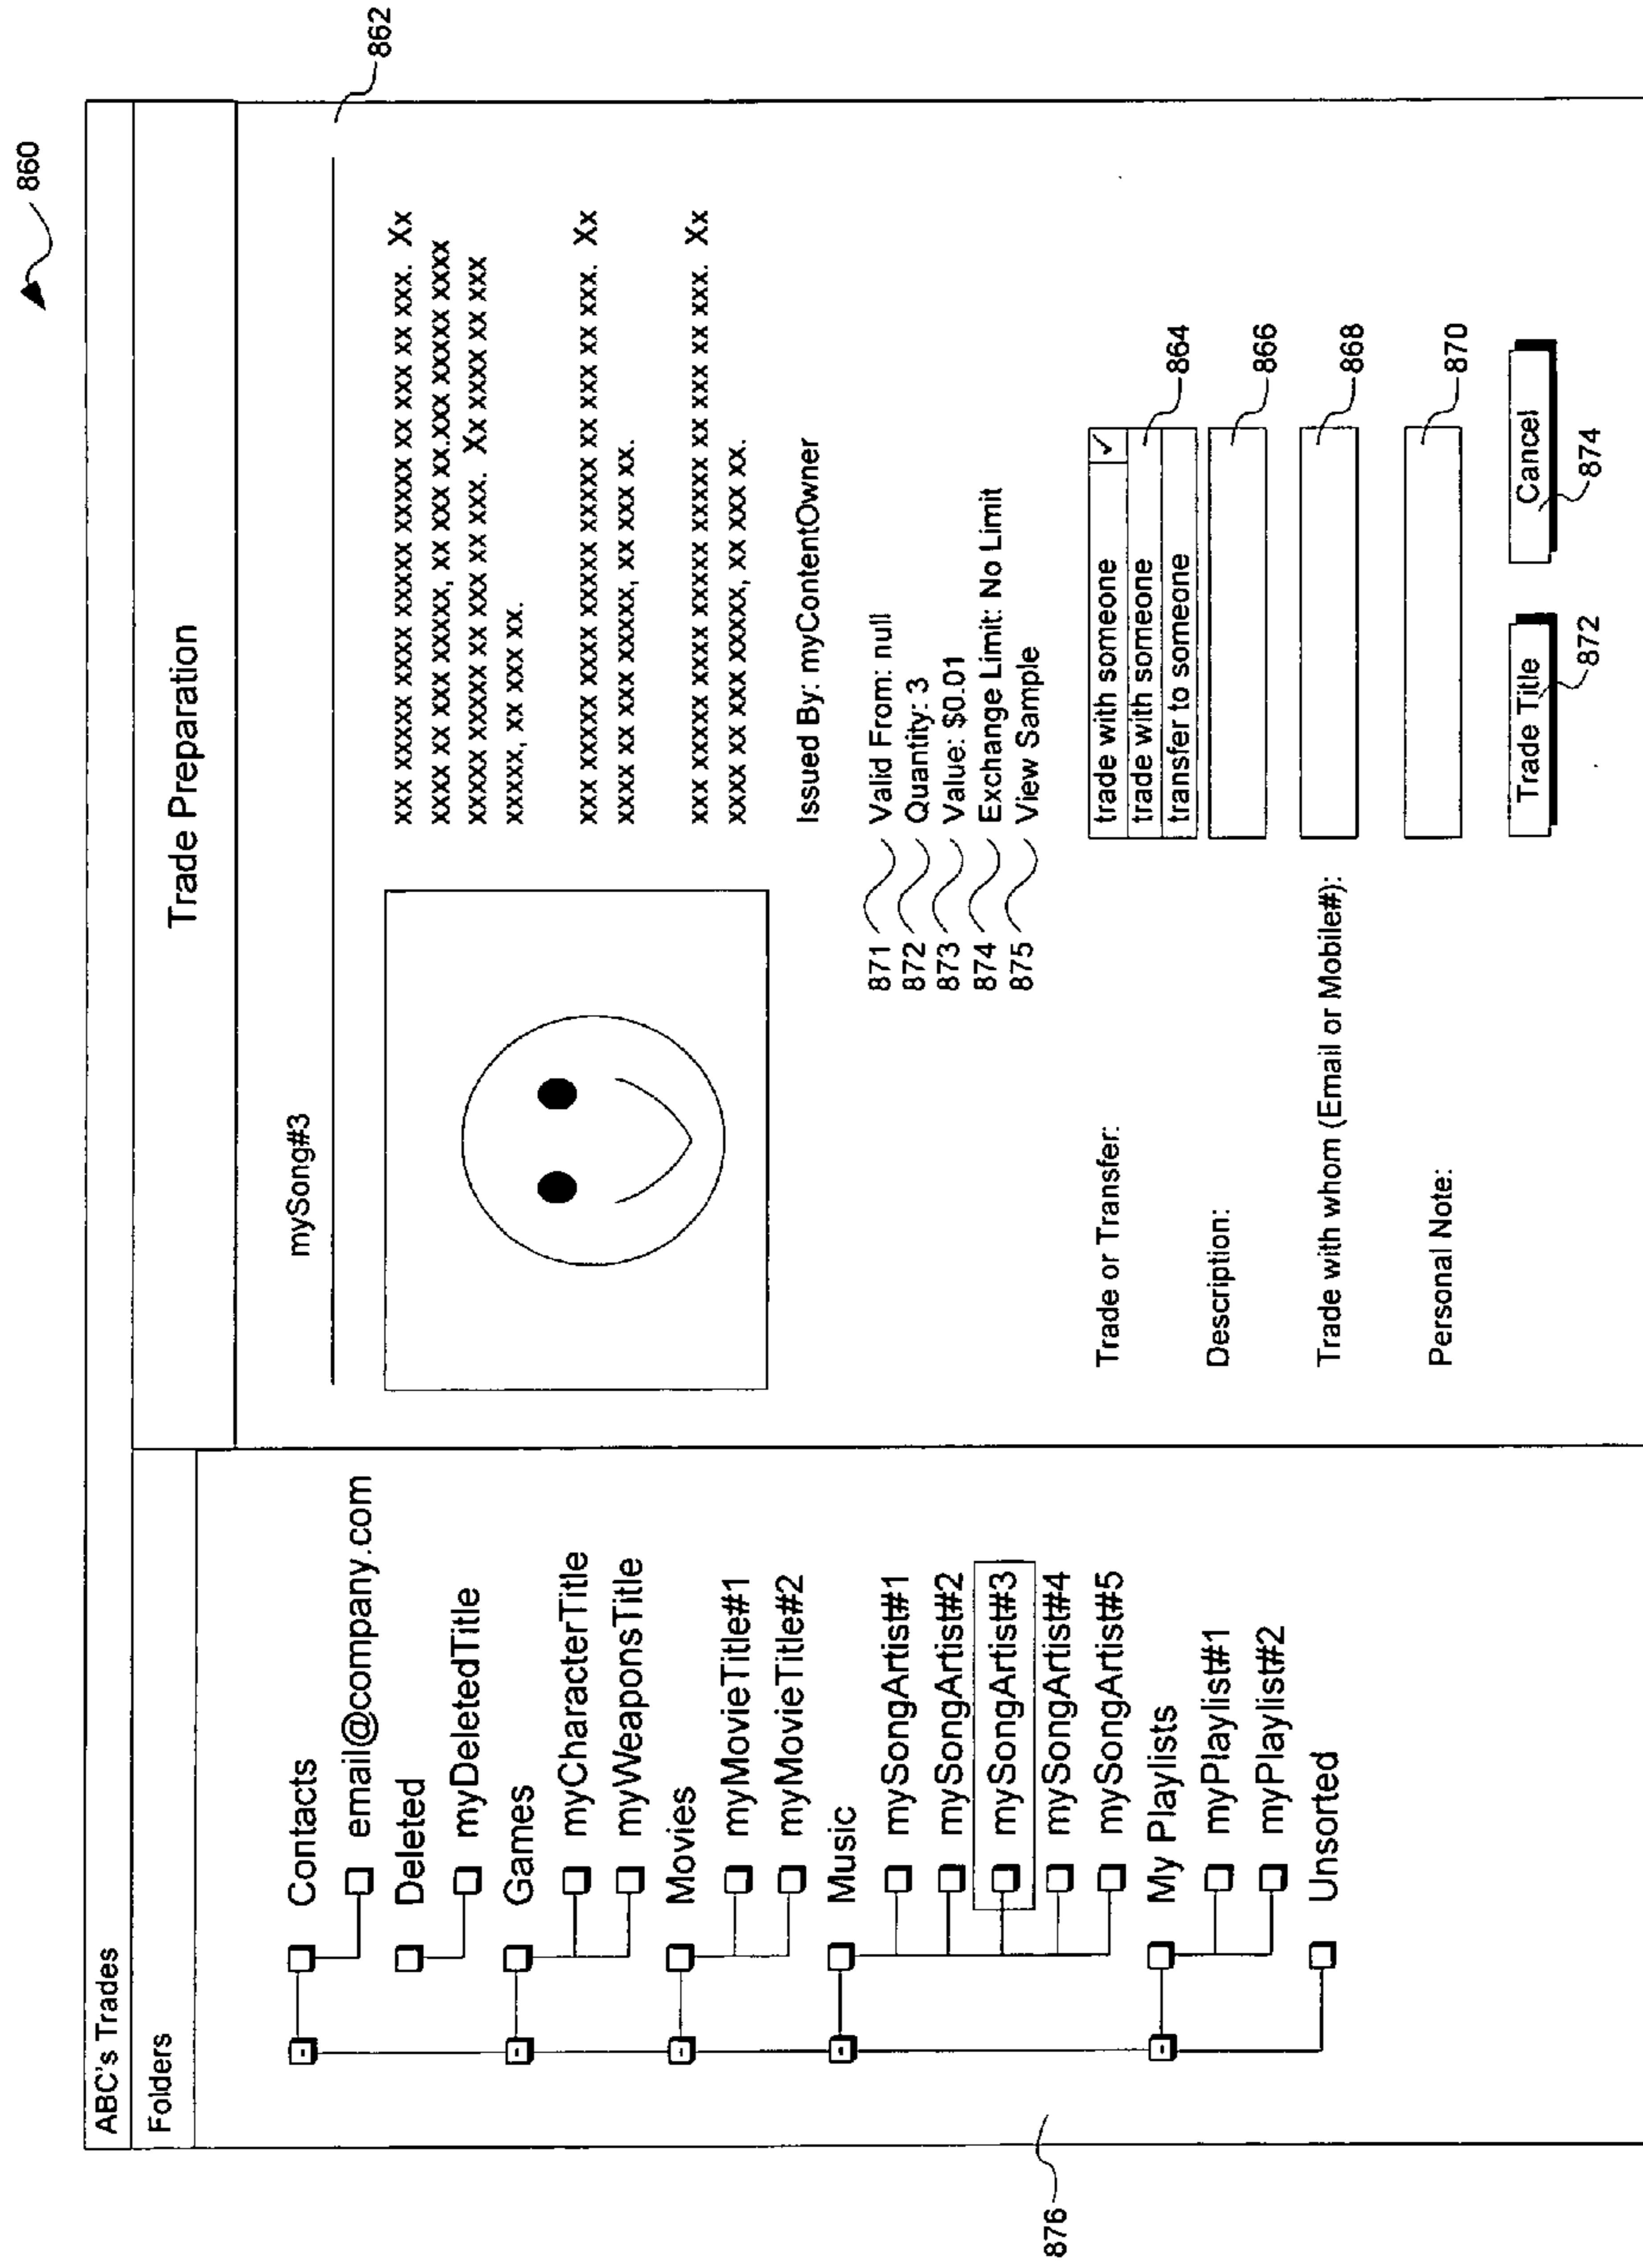 860
ABC's Trades
Folders
Trade Preparation
Contacts
email@company.com
Deleted
myDeletedTitle
Games
myCharacterTitle
myWeaponsTitle
Movies
myMovieTitle#1
myMovieTitle#2
Music
mySongArtist#1
mySongArtist#2
mySongArtist#3
mySongArtist#4
mySongArtist#5
My Playlists
myPlaylist#1
myPlaylist#2
Unsorted
876
mySong#3
862
xxx xxxxx xxxx xxxxx xxxxx xx xxx xx xxx. Xx
xxxx xx xxx xxxxx, xx xxx xx.xxx xxxxx xxxx
xxxxx xxxxx xx xxx xx xxx. Xx xxxx xx xxx
xxxxx, xx xxx xx.
xxx xxxxx xxxx xxxxx xxxxx xx xxx xx xxx. Xx
xxxx xx xxx xxxxx, xx xxx xx.
xxx xxxxx xxxx xxxxx xxxxx xx xxx xx xxx. Xx
xxxx xx xxx xxxxx, xx xxx xx.
Issued By: myContentOwner
871 Valid From: null
872 Quantity: 3
873 Value: $0.01
874 Exchange Limit: No Limit
875 View Sample
Trade or Transfer: trade with someone ✓
trade with someone 864
transfer to someone
Description: 866
Trade with whom (Email or Mobile#): 868
Personal Note: 870
Trade Title Cancel
872 874